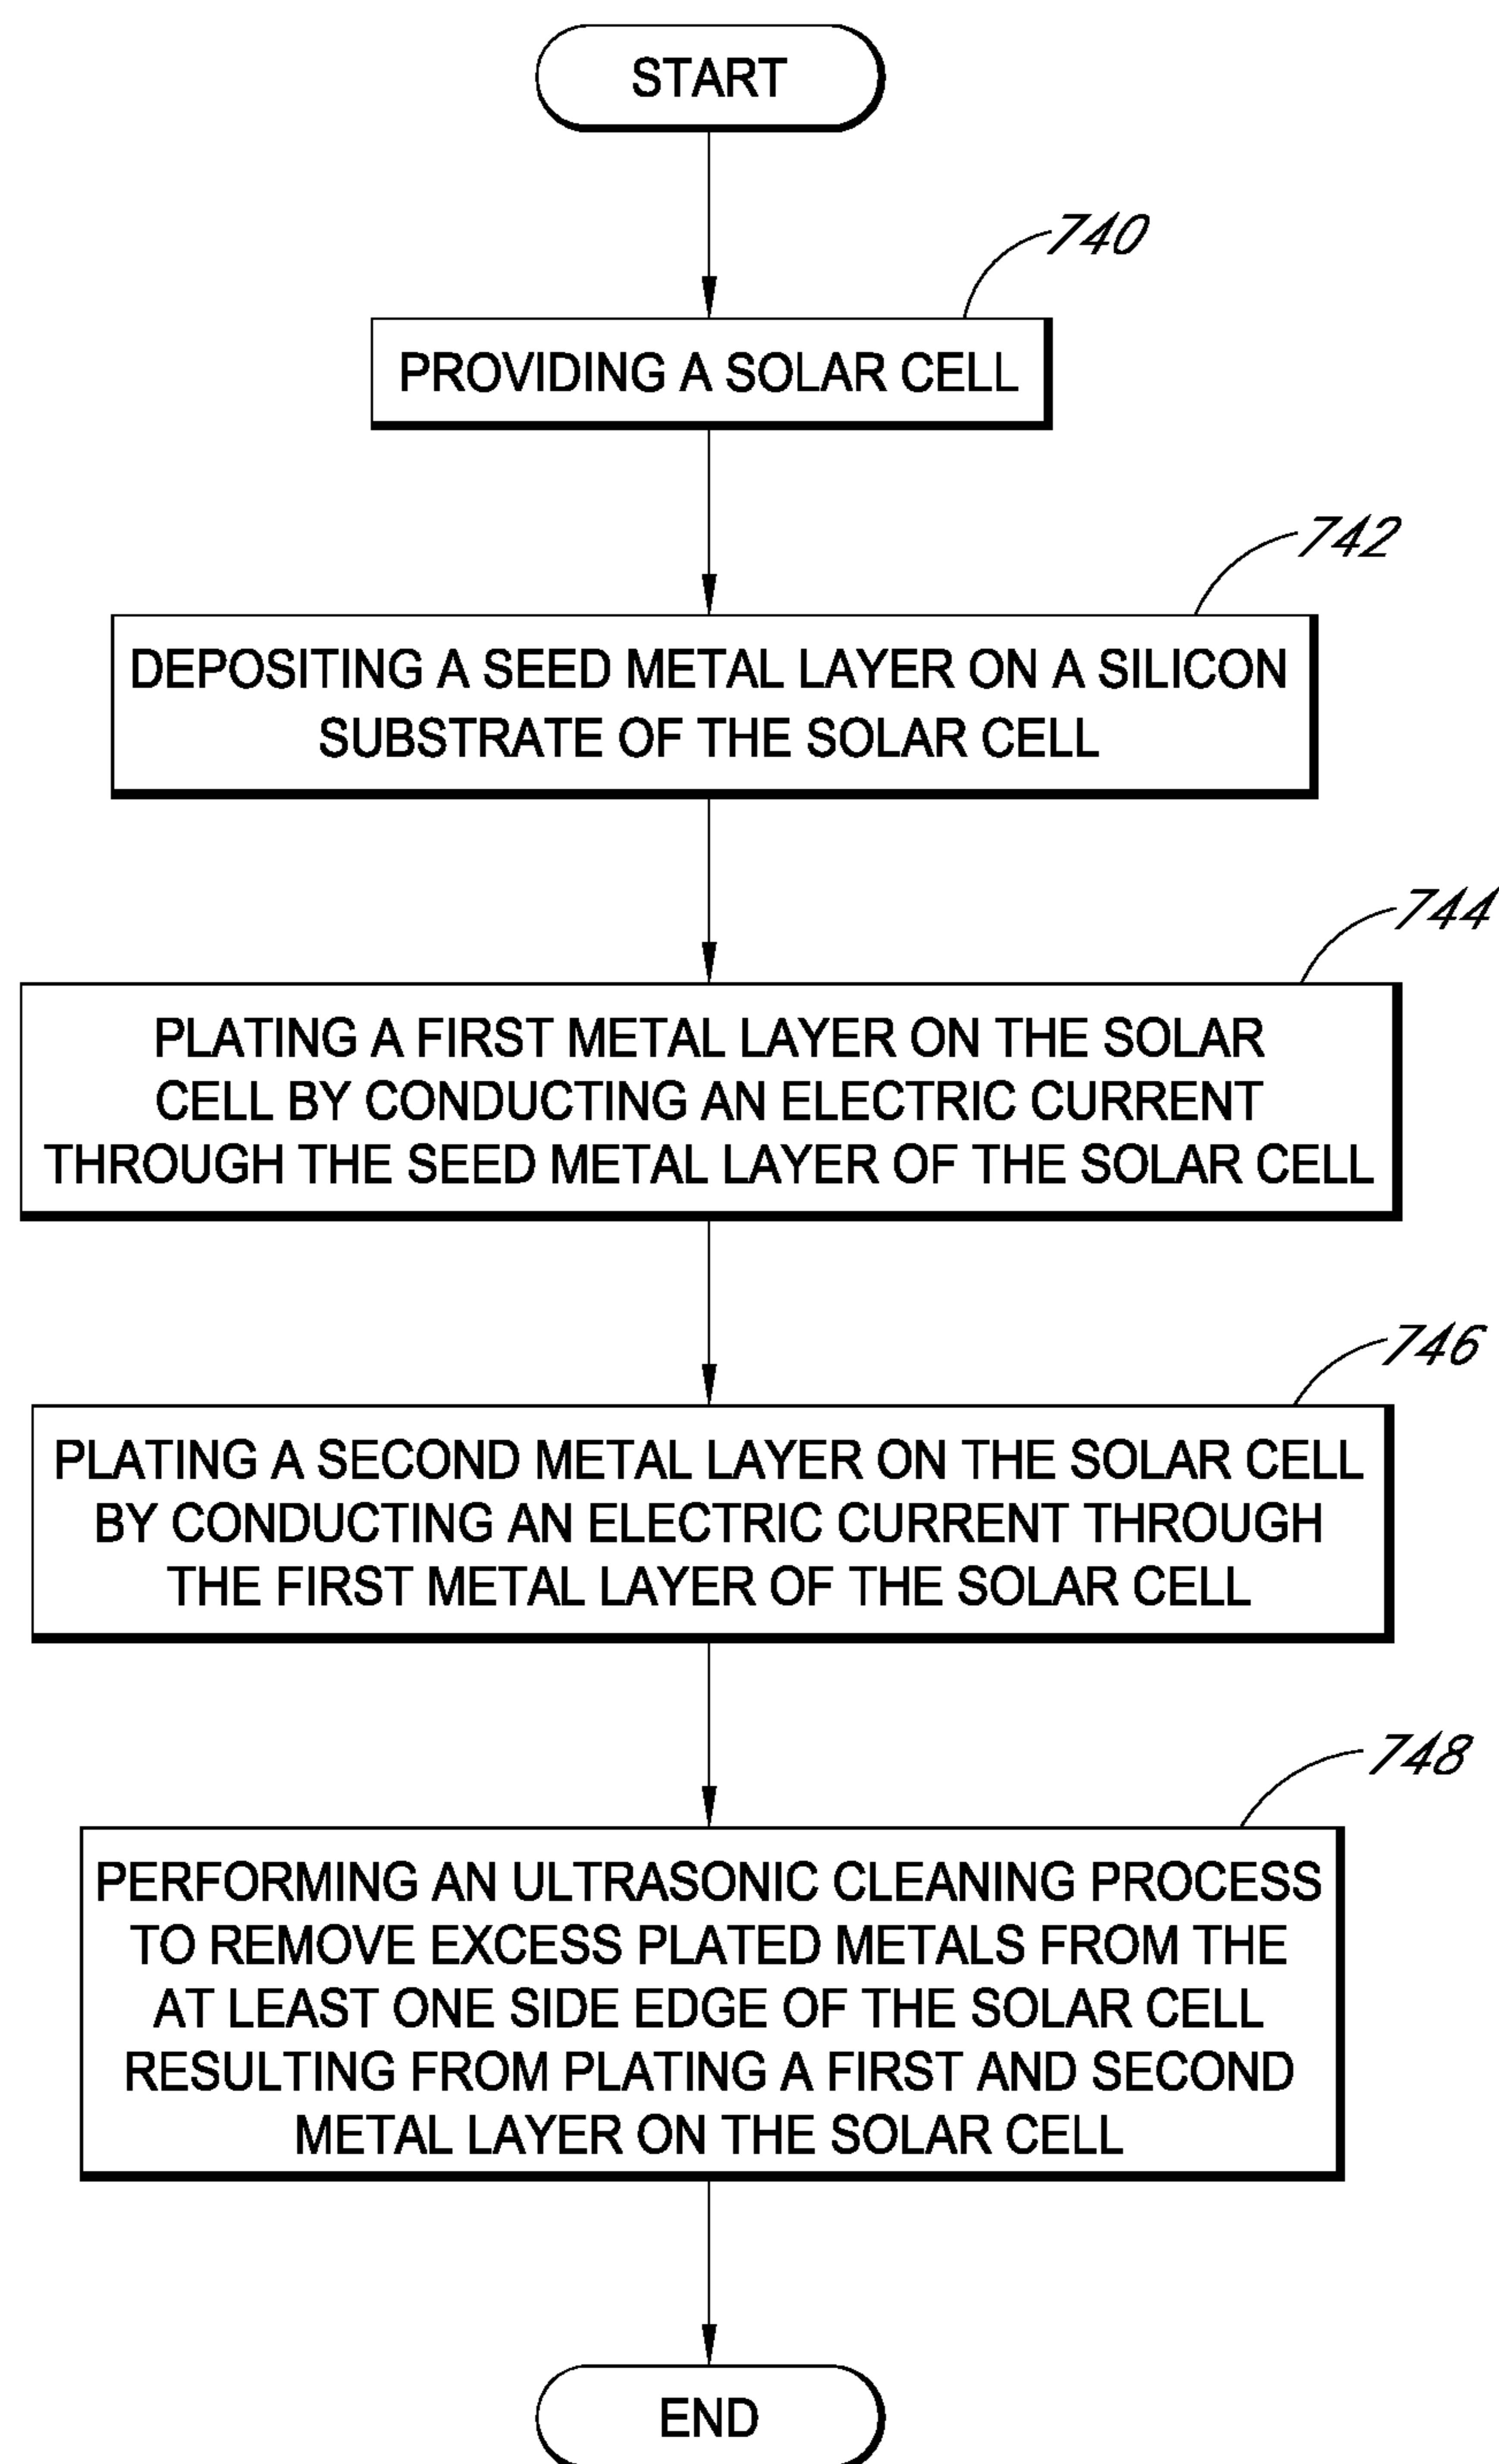 START
740
PROVIDING A SOLAR CELL
742
DEPOSITING A SEED METAL LAYER ON A SILICON
SUBSTRATE OF THE SOLAR CELL
744
PLATING A FIRST METAL LAYER ON THE SOLAR
CELL BY CONDUCTING AN ELECTRIC CURRENT
THROUGH THE SEED METAL LAYER OF THE SOLAR CELL
746
PLATING A SECOND METAL LAYER ON THE SOLAR CELL
BY CONDUCTING AN ELECTRIC CURRENT THROUGH
THE FIRST METAL LAYER OF THE SOLAR CELL
748
PERFORMING AN ULTRASONIC CLEANING PROCESS
TO REMOVE EXCESS PLATED METALS FROM THE
AT LEAST ONE SIDE EDGE OF THE SOLAR CELL
RESULTING FROM PLATING A FIRST AND SECOND
METAL LAYER ON THE SOLAR CELL
END